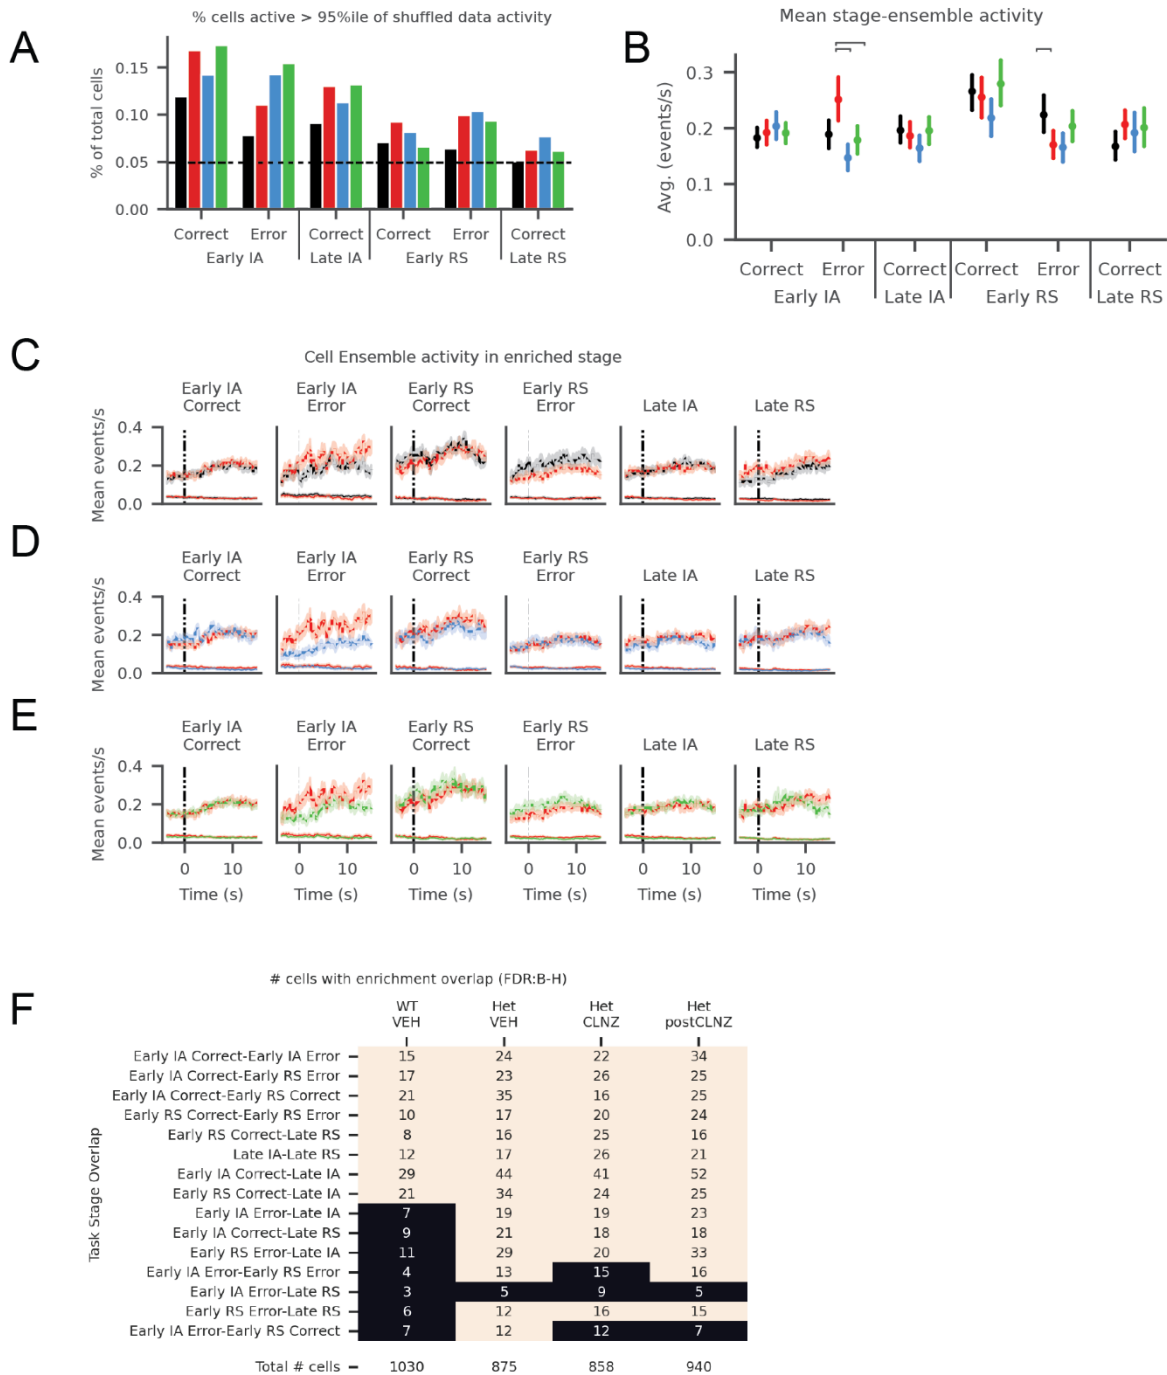 A
% cells active > 95%ile of shuffled data activity
% of total cells
0.15
0.10
0.05
0.00
Correct Error Correct Correct Error Correct
Early IA Late IA Early RS Late RS
B
Mean stage-ensemble activity
Avg. (events/s)
0.3
0.2
0.1
0.0
Correct Error Correct Correct Error Correct
Early IA Late IA Early RS Late RS
C
Cell Ensemble activity in enriched stage
Early IA Early IA Early RS Early RS
Correct Error Correct Error Late IA Late RS
Mean events/s
0.4
0.2
0.0
D
Early IA Early IA Early RS Early RS
Correct Error Correct Error Late IA Late RS
Mean events/s
0.4
0.2
0.0
E
Early IA Early IA Early RS Early RS
Correct Error Correct Error Late IA Late RS
Mean events/s
0.4
0.2
0.0
0 10 0 10 0 10 0 10 0 10 0 10
Time (s) Time (s) Time (s) Time (s) Time (s) Time (s)
# cells with enrichment overlap (FDR:B-H)
F
WT Het Het Het
VEH VEH CLNZ postCLNZ
Task Stage Overlap
Early IA Correct-Early IA Error 15 24 22 34
Early IA Correct-Early RS Error 17 23 26 25
Early IA Correct-Early RS Correct 21 35 16 25
Early RS Correct-Early RS Error 10 17 20 24
Early RS Correct-Late RS 8 16 25 16
Late IA-Late RS 12 17 26 21
Early IA Correct-Late IA 29 44 41 52
Early RS Correct-Late IA 21 34 24 25
Early IA Error-Late IA 7 19 19 23
Early IA Correct-Late RS 9 21 18 18
Early RS Error-Late IA 11 29 20 33
Early IA Error-Early RS Error 4 13 15 16
Early IA Error-Late RS 3 5 9 5
Early RS Error-Late RS 6 12 16 15
Early IA Error-Early RS Correct 7 12 12 7
Total # cells 1030 875 858 940